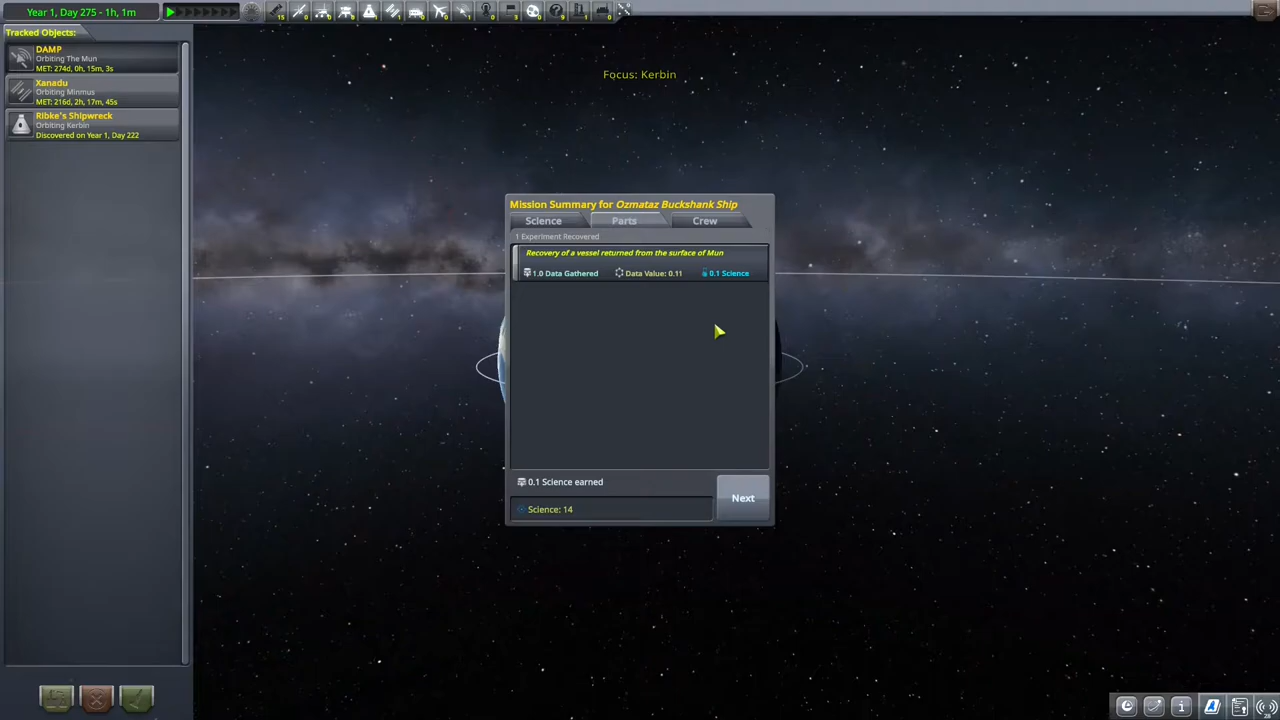 Year 1, Day 275 - 1h, 1m
Tracked Objects:
DAMP
Orbiting The Mun
MET: 274d, 0h, 15m, 3s
Xanadu
Orbiting Minmus
MET: 216d, 2h, 17m, 45s
Ribke's Shipwreck
Orbiting Kerbin
Discovered on Year 1, Day 222
Focus: Kerbin
Mission Summary for Ozmataz Buckshank Ship
Science Parts Crew
1 Experiment Recovered
Recovery of a vessel returned from the surface of Mun
1.0 Data Gathered Data Value: 0.11 0.1 Science
0.1 Science earned
Science: 14
Next